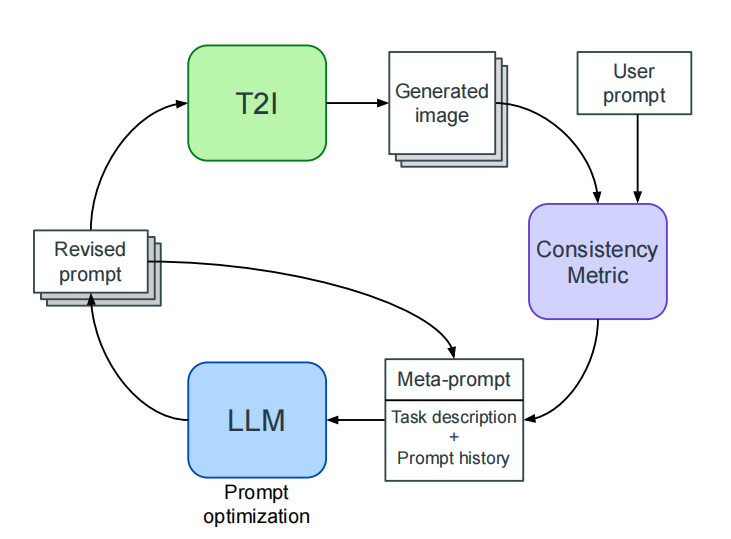 T2I
Generated
image
User
prompt
Consistency
Metric
Revised
prompt
Meta-prompt
Task description
+
Prompt history
LLM
Prompt
optimization